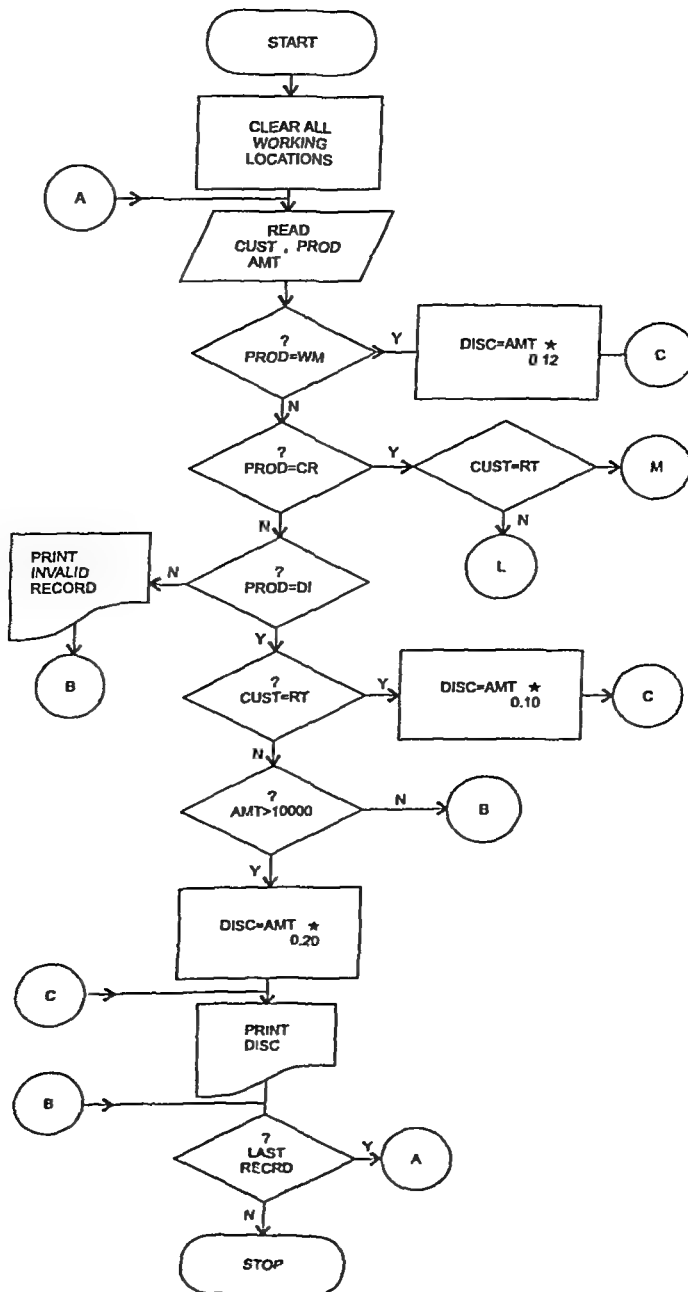 START
CLEAR ALL
WORKING
LOCATIONS
A
READ
CUST , PROD
AMT
?
PROD=WM
Y
DISC=AMT *
0.12
C
N
?
PROD=CR
Y
CUST=RT
M
N
L
N
?
PROD=DI
N
PRINT
INVALID
RECORD
B
Y
?
CUST=RT
Y
DISC=AMT *
0.10
C
N
?
AMT>10000
N
B
Y
DISC=AMT *
0.20
C
PRINT
DISC
B
?
LAST
RECRD
Y
A
N
STOP